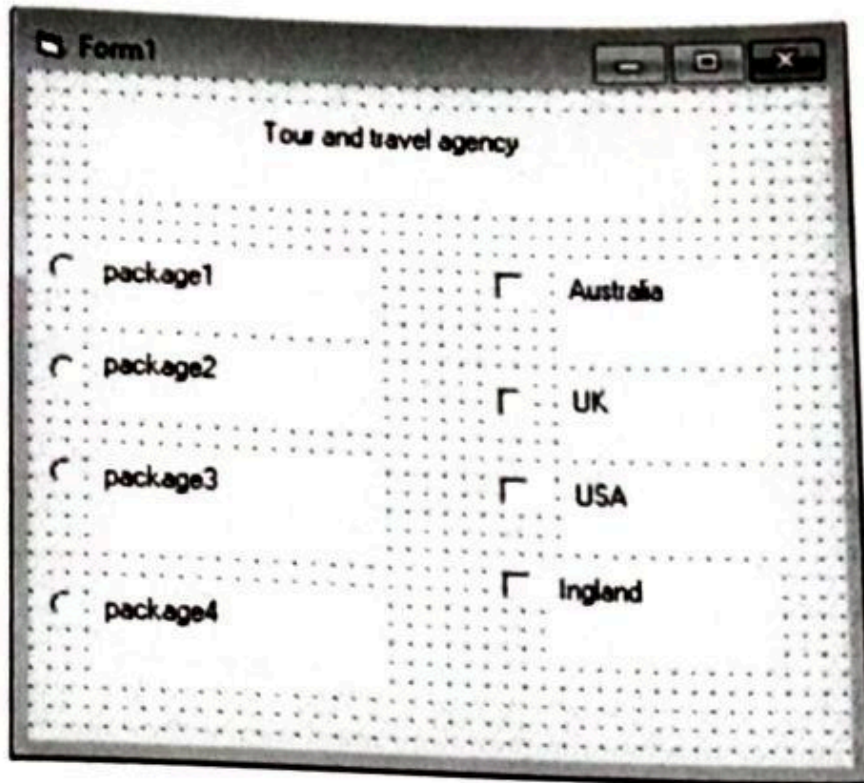 Form1
Tour and travel agency
package1
Australia
package2
UK
package3
USA
package4
Ingland